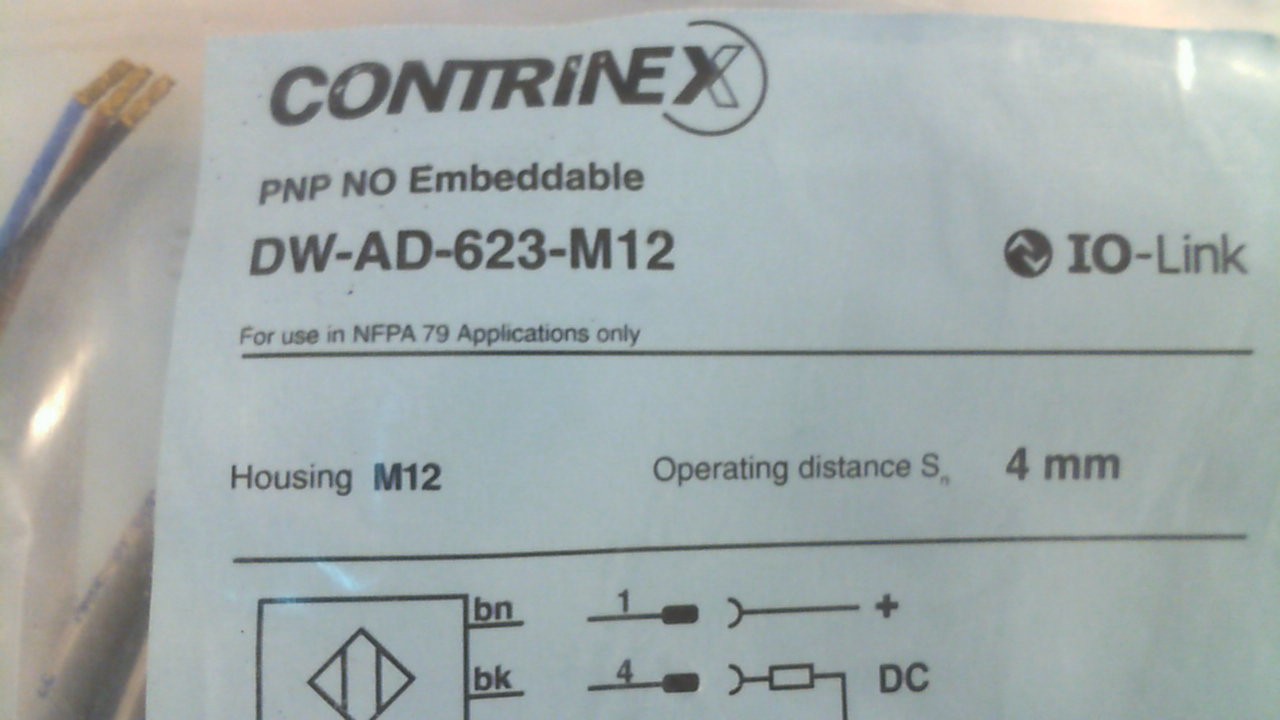 CONTRINEX
PNP NO Embeddable
DW-AD-623-M12
IO-Link
For use in NFPA 79 Applications only
Housing M12 Operating distance Sn 4 mm
bn 1 +
bk 4 DC